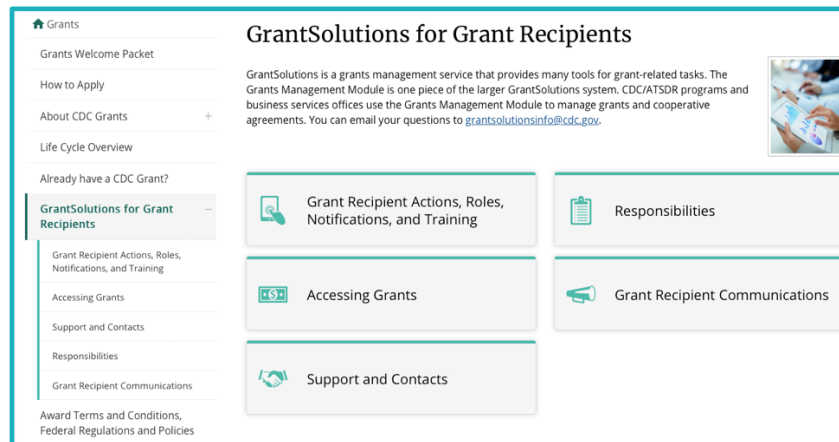 Grants
Grants Welcome Packet
How to Apply
About CDC Grants
Life Cycle Overview
Already have a CDC Grant?
GrantSolutions for Grant
Recipients
Grant Recipient Actions, Roles,
Notifications, and Training
Accessing Grants
Support and Contacts
Responsibilities
Grant Recipient Communications
Award Terms and Conditions,
Federal Regulations and Policies
GrantSolutions for Grant Recipients
GrantSolutions is a grants management service that provides many tools for grant-related tasks. The
Grants Management Module is one piece of the larger GrantSolutions system. CDC/ATSDR programs and
business services offices use the Grants Management Module to manage grants and cooperative
agreements. You can email your questions to grantsolutionsinfo@cdc.gov.
Grant Recipient Actions, Roles,
Notifications, and Training
Responsibilities
Accessing Grants
Grant Recipient Communications
Support and Contacts